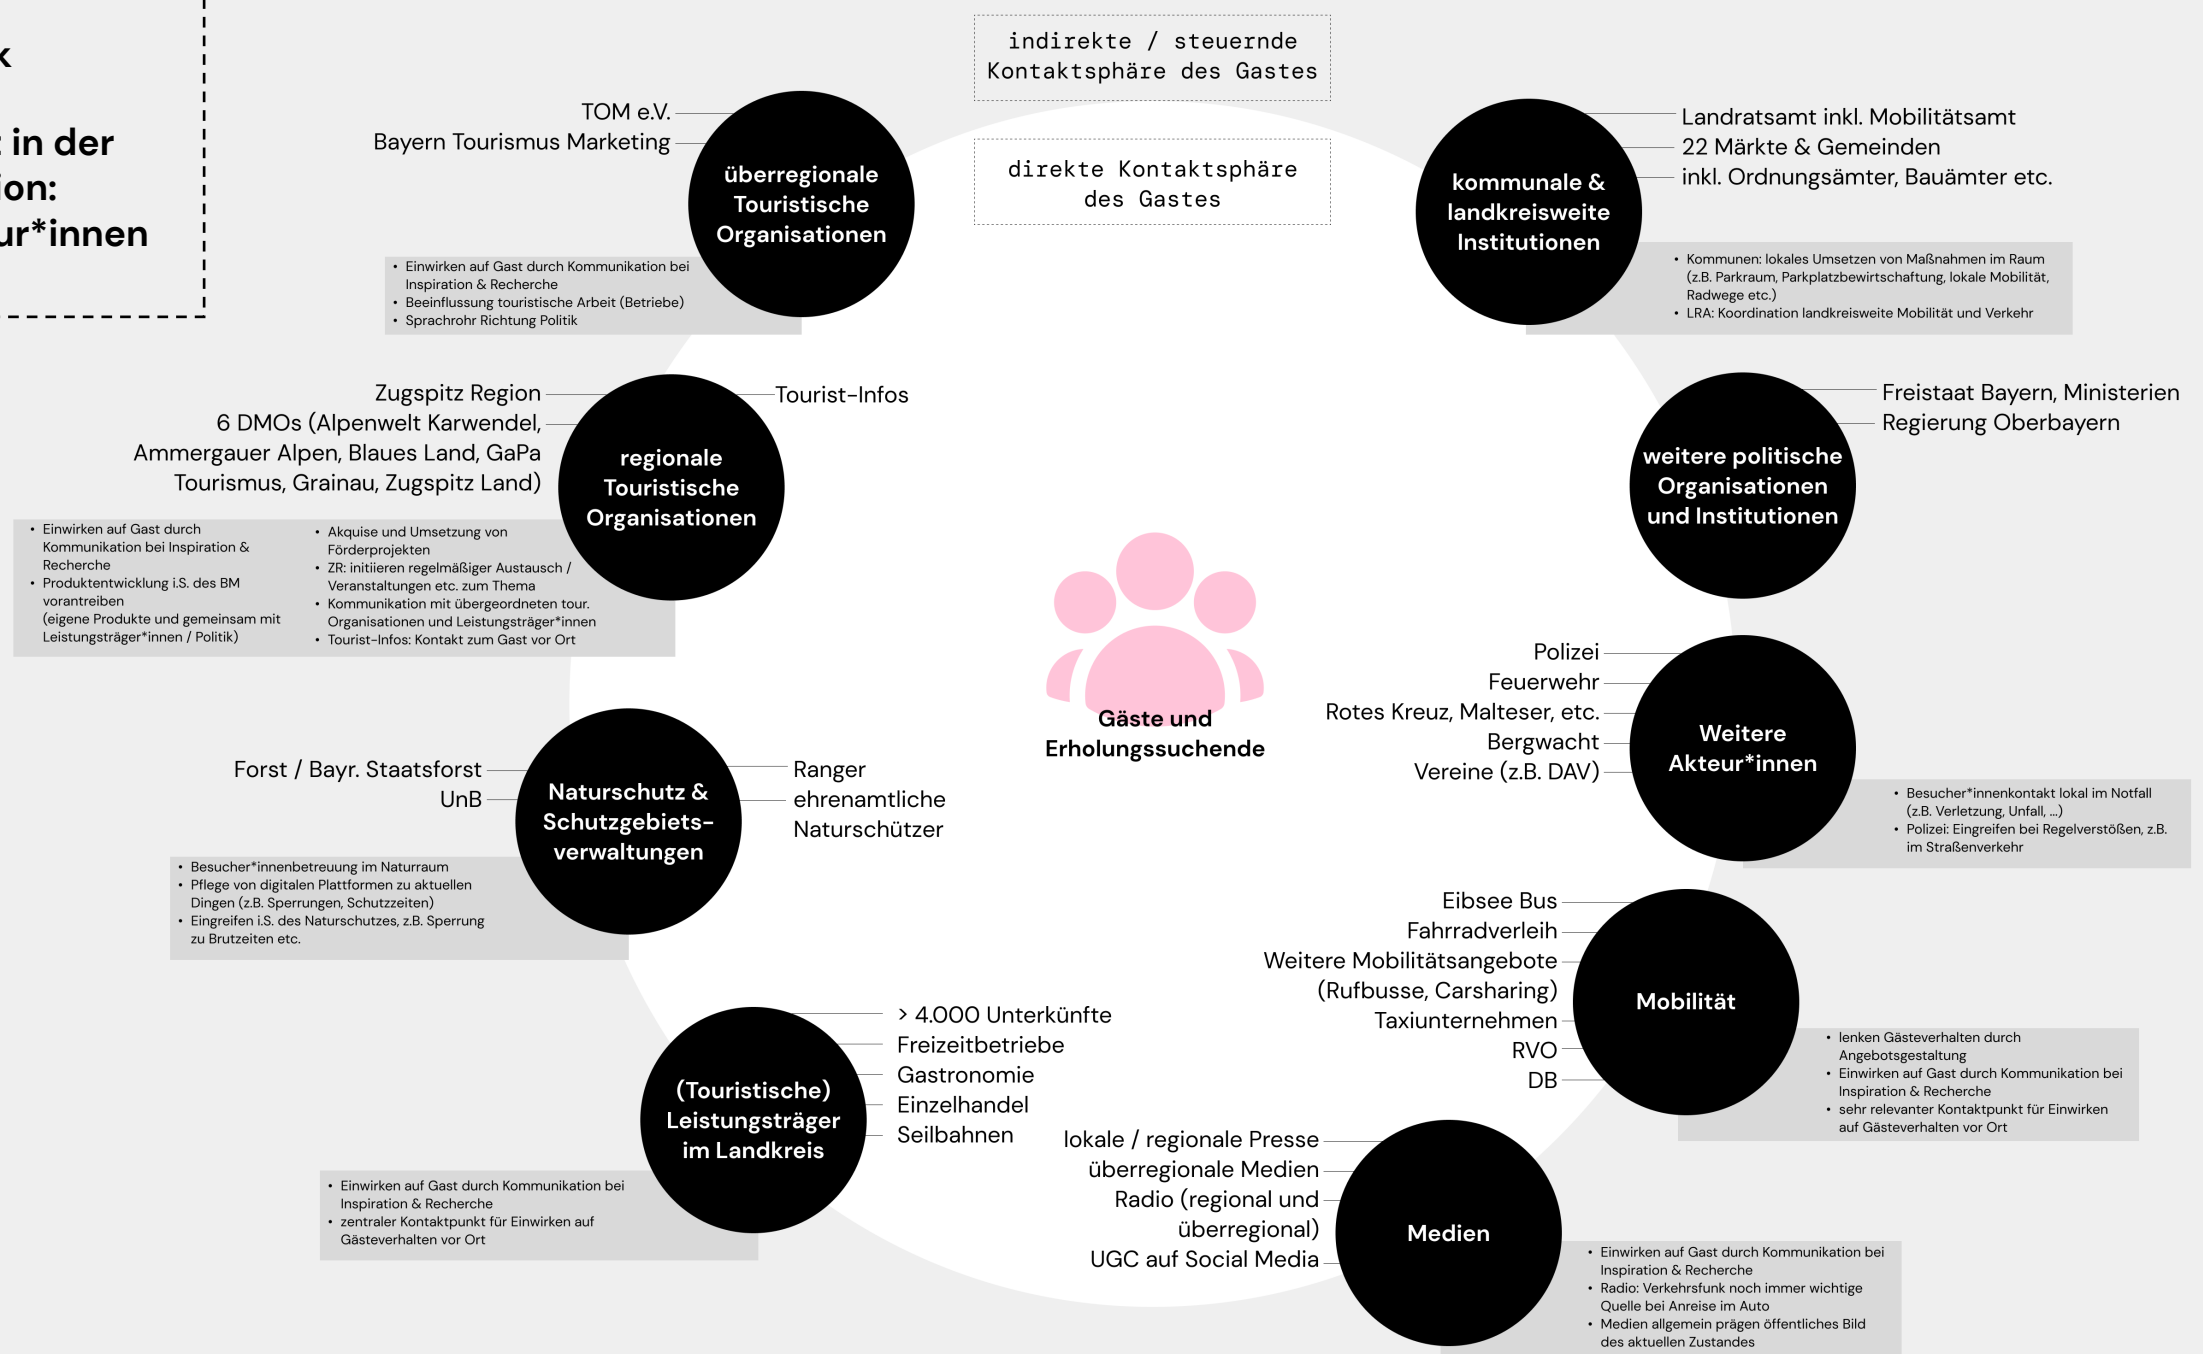 k
t in der
ion:
ur*innen
indirekte / steuernde
Kontaktsphäre des Gastes
direkte Kontaktsphäre
des Gastes
TOM e.V.
Bayern Tourismus Marketing
überregionale
Touristische
Organisationen
• Einwirken auf Gast durch Kommunikation bei
Inspiration & Recherche
• Beeinflussung touristische Arbeit (Betriebe)
• Sprachrohr Richtung Politik
kommunale &
landkreisweite
Institutionen
Landratsamt inkl. Mobilitätsamt
22 Märkte & Gemeinden
inkl. Ordnungsämter, Bauämter etc.
• Kommunen: lokales Umsetzen von Maßnahmen im Raum
(z.B. Parkraum, Parkplatzbewirtschaftung, lokale Mobilität,
Radwege etc.)
• LRA: Koordination landkreisweite Mobilität und Verkehr
Zugspitz Region
6 DMOs (Alpenwelt Karwendel,
Ammergauer Alpen, Blaues Land, GaPa
Tourismus, Grainau, Zugspitz Land)
regionale
Touristische
Organisationen
Tourist-Infos
• Einwirken auf Gast durch
Kommunikation bei Inspiration &
Recherche
• Produktentwicklung i.S. des BM
vorantreiben
(eigene Produkte und gemeinsam mit
Leistungsträger*innen / Politik)
• Akquise und Umsetzung von
Förderprojekten
• ZR: initiieren regelmäßiger Austausch /
Veranstaltungen etc. zum Thema
• Kommunikation mit übergeordneten tour.
Organisationen und Leistungsträger*innen
• Tourist-Infos: Kontakt zum Gast vor Ort
weitere politische
Organisationen
und Institutionen
Freistaat Bayern, Ministerien
Regierung Oberbayern
Gäste und
Erholungssuchende
Polizei
Feuerwehr
Rotes Kreuz, Malteser, etc.
Bergwacht
Vereine (z.B. DAV)
Weitere
Akteur*innen
• Besucher*innenkontakt lokal im Notfall
(z.B. Verletzung, Unfall, ...)
• Polizei: Eingreifen bei Regelverstößen, z.B.
im Straßenverkehr
Forst / Bayr. Staatsforst
UnB
Naturschutz &
Schutzgebiets-
verwaltungen
Ranger
ehrenamtliche
Naturschützer
• Besucher*innenbetreuung im Naturraum
• Pflege von digitalen Plattformen zu aktuellen
Dingen (z.B. Sperrungen, Schutzzeiten)
• Eingreifen i.S. des Naturschutzes, z.B. Sperrung
zu Brutzeiten etc.
Eibsee Bus
Fahrradverleih
Weitere Mobilitätsangebote
(Rufbusse, Carsharing)
Taxiunternehmen
RVO
DB
Mobilität
• lenken Gästeverhalten durch
Angebotsgestaltung
• Einwirken auf Gast durch Kommunikation bei
Inspiration & Recherche
• sehr relevanter Kontaktpunkt für Einwirken
auf Gästeverhalten vor Ort
(Touristische)
Leistungsträger
im Landkreis
> 4.000 Unterkünfte
Freizeitbetriebe
Gastronomie
Einzelhandel
Seilbahnen
• Einwirken auf Gast durch Kommunikation bei
Inspiration & Recherche
• zentraler Kontaktpunkt für Einwirken auf
Gästeverhalten vor Ort
lokale / regionale Presse
überregionale Medien
Radio (regional und
überregional)
UGC auf Social Media
Medien
• Einwirken auf Gast durch Kommunikation bei
Inspiration & Recherche
• Radio: Verkehrsfunk noch immer wichtige
Quelle bei Anreise im Auto
• Medien allgemein prägen öffentliches Bild
des aktuellen Zustandes